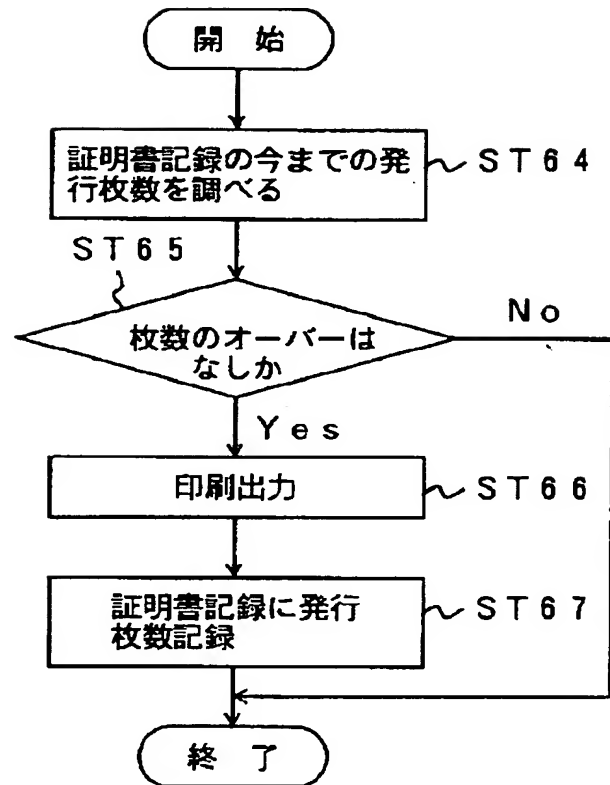 開 始
証明書記録の今までの発
行枚数を調べる
ST64
ST65
枚数のオーバーは
なしか
No
Yes
印刷出力
ST66
証明書記録に発行
枚数記録
ST67
終 了